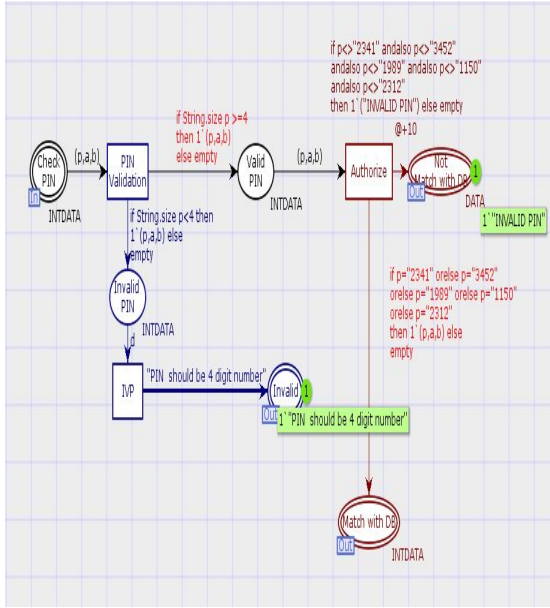 if p<>"2341" andalso p<>"3452"
andalso p<>"1989" andalso p<>"1150"
andalso p<>"2312"
then 1`("INVALID PIN") else empty
@+10
if String.size p >=4
then 1`(p,a,b)
else empty
Check
PIN
In
INTDATA
(p,a,b)
PIN
Validation
Valid
PIN
INTDATA
(p,a,b)
Authorize
Not
Match with DB
Out
1
DATA
1`"INVALID PIN"
if String.size p<4 then
1`(p,a,b) else
empty
Invalid
PIN
INTDATA
d
IVP
"PIN should be 4 digit number"
Invalid
Out
1
1`"PIN should be 4 digit number"
if p="2341" orelse p="3452"
orelse p="1989" orelse p="1150"
orelse p="2312"
then 1`(p,a,b) else
empty
Match with DB
Out
INTDATA